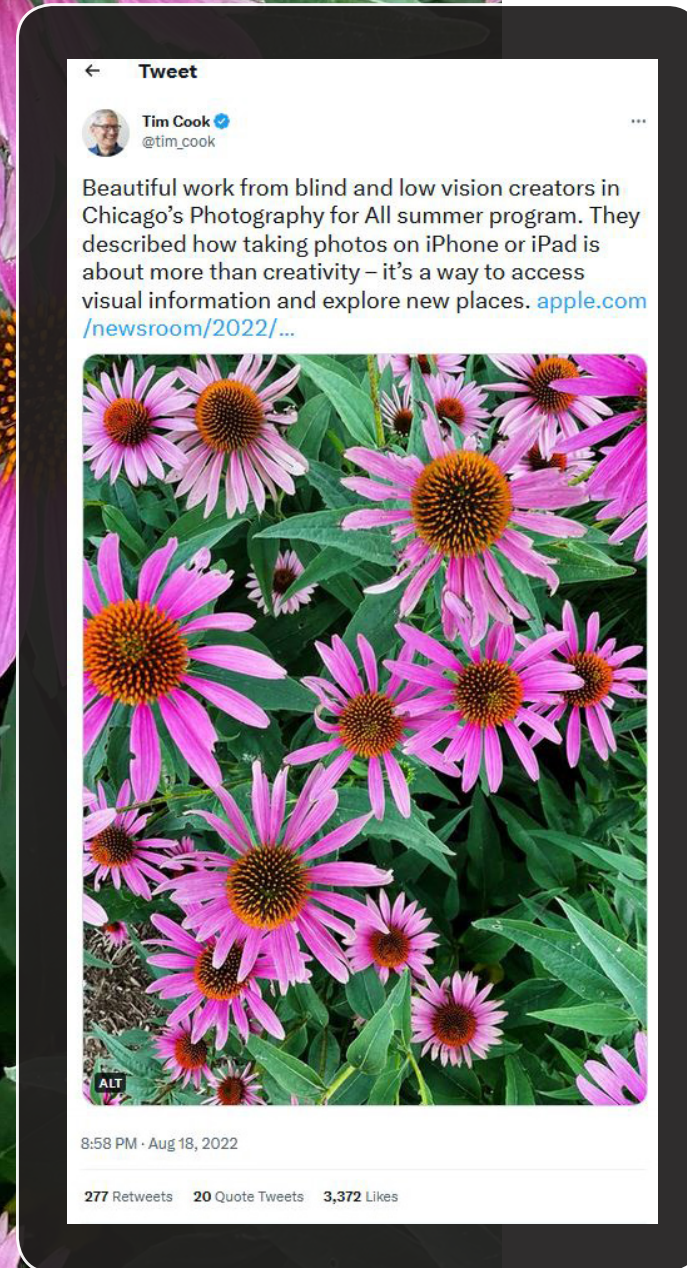 ← Tweet
Tim Cook
@tim_cook
...
Beautiful work from blind and low vision creators in
Chicago’s Photography for All summer program. They
described how taking photos on iPhone or iPad is
about more than creativity – it’s a way to access
visual information and explore new places. apple.com
/newsroom/2022/...
ALT
8:58 PM · Aug 18, 2022
277 Retweets 20 Quote Tweets 3,372 Likes